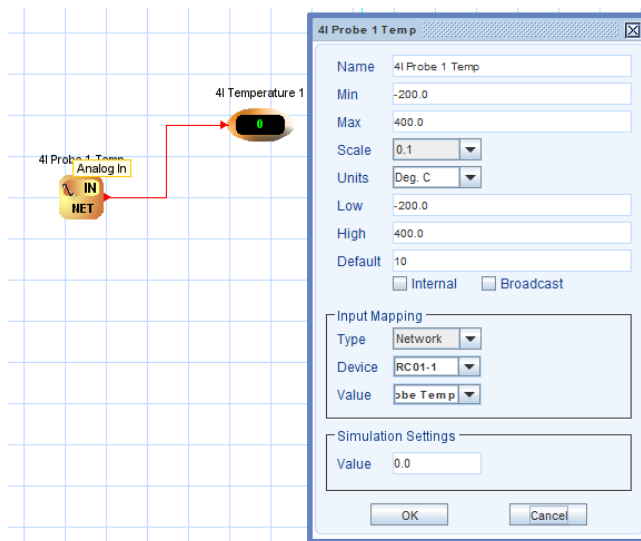 4I Temperature 1
0
4I Probe 1 Temp
Analog In
IN
NET
4I Probe 1 Temp
Name 4I Probe 1 Temp
Min -200.0
Max 400.0
Scale 0.1
Units Deg. C
Low -200.0
High 400.0
Default 10
Internal Broadcast
Input Mapping
Type Network
Device RC01-1
Value obe Temp
Simulation Settings
Value 0.0
OK Cancel